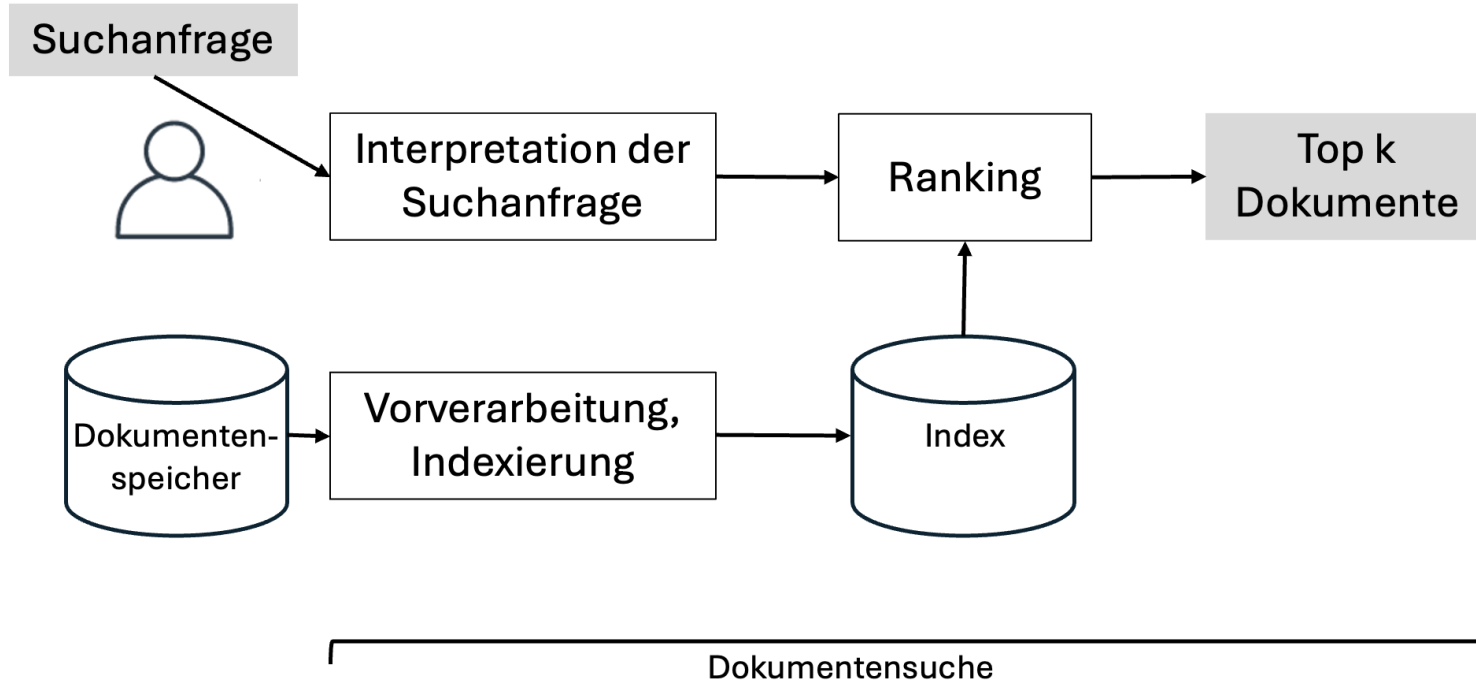 Suchanfrage
Interpretation der
Suchanfrage
Ranking
Top k
Dokumente
Dokumenten-
speicher
Vorverarbeitung,
Indexierung
Index
Dokumentensuche